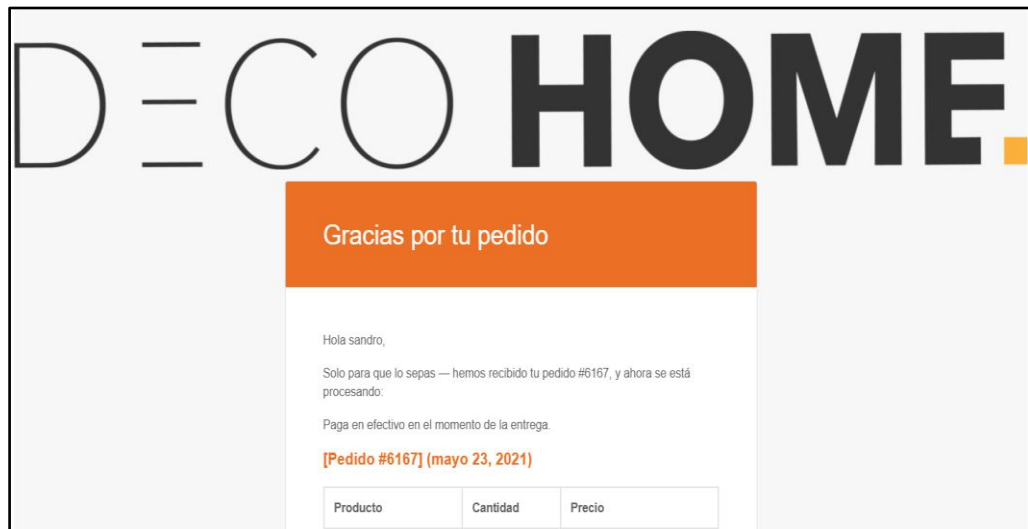 DECO HOME.
Gracias por tu pedido
Hola sandro,
Solo para que lo sepas — hemos recibido tu pedido #6167, y ahora se está
procesando:
Paga en efectivo en el momento de la entrega.
[Pedido #6167] (mayo 23, 2021)
Producto Cantidad Precio